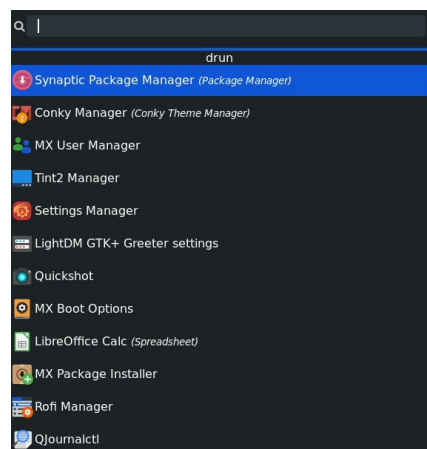 drun
Synaptic Package Manager (Package Manager)
Conky Manager (Conky Theme Manager)
MX User Manager
Tint2 Manager
Settings Manager
LightDM GTK+ Greeter settings
Quickshot
MX Boot Options
LibreOffice Calc (Spreadsheet)
MX Package Installer
Rofi Manager
QJournalctl